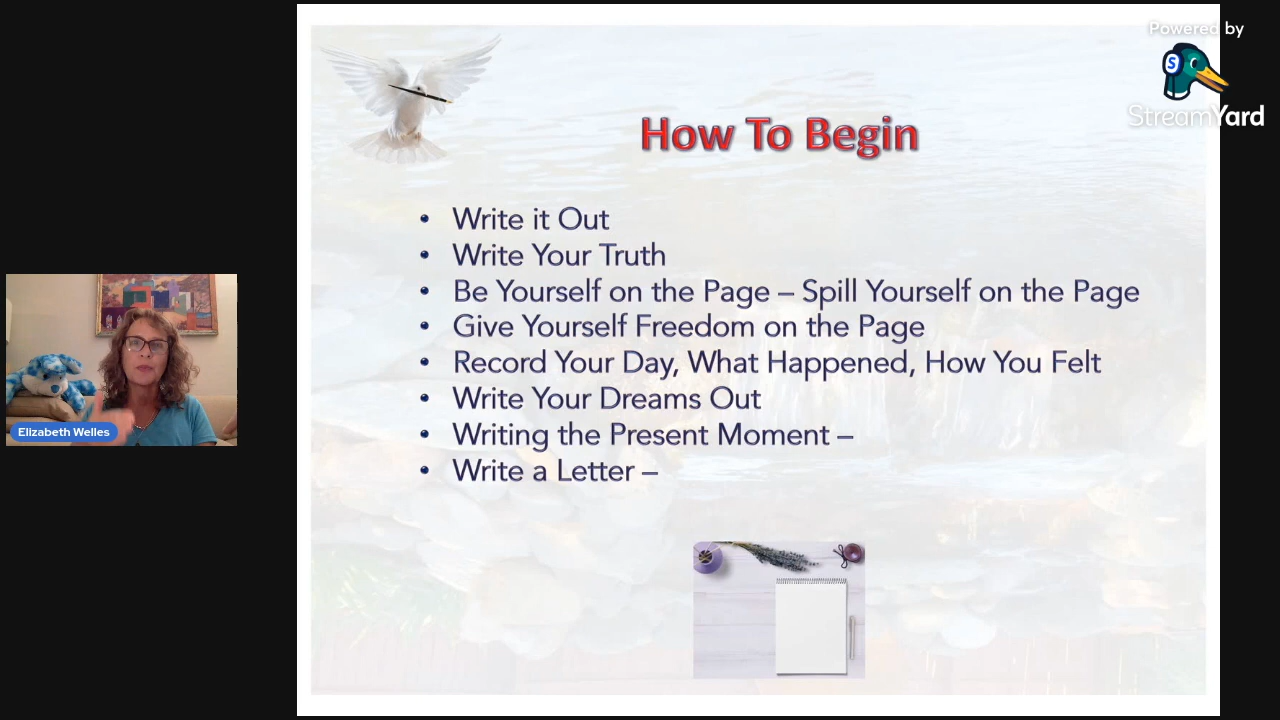 Powered by
StreamYard
How To Begin
Write it Out
Write Your Truth
Be Yourself on the Page – Spill Yourself on the Page
Give Yourself Freedom on the Page
Record Your Day, What Happened, How You Felt
Write Your Dreams Out
Writing the Present Moment –
Write a Letter –
Elizabeth Welles